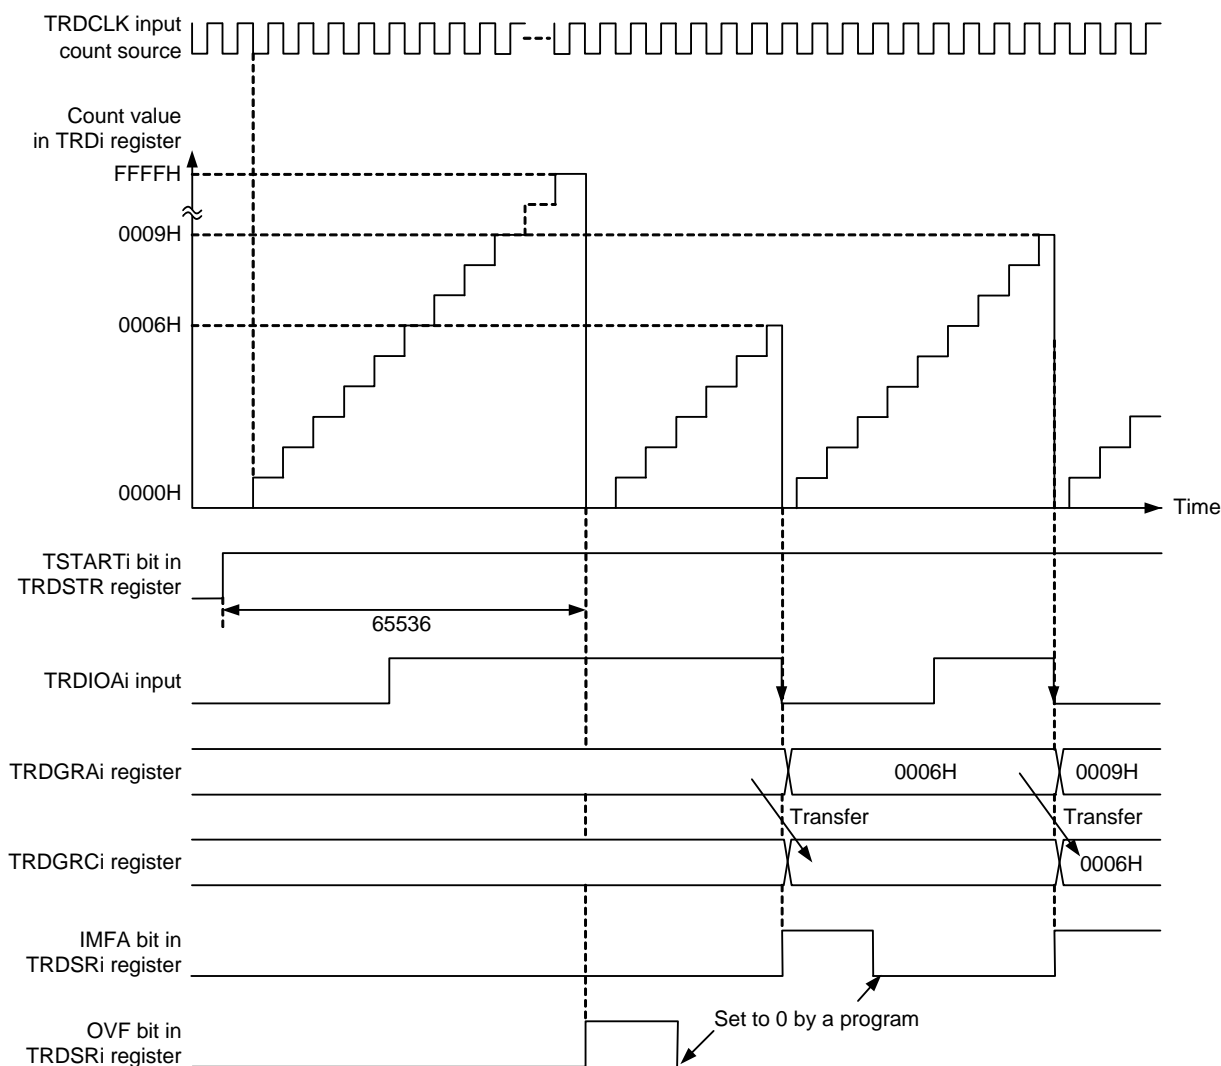 TRDCLK input
count source
Count value
in TRDi register
FFFFH
0009H
0006H
0000H
Time
TSTARTi bit in
TRDSTR register
65536
TRDIOAi input
TRDGRAi register
0006H
0009H
Transfer
Transfer
TRDGRCi register
0006H
IMFA bit in
TRDSRi register
Set to 0 by a program
OVF bit in
TRDSRi register